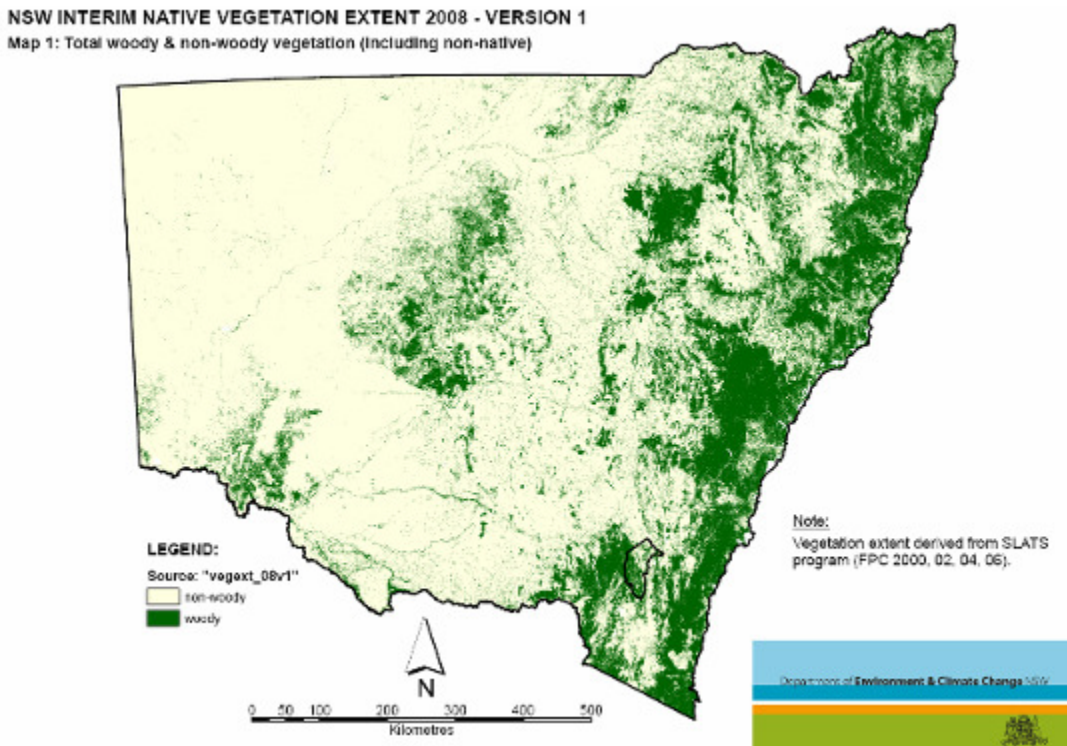 NSW INTERIM NATIVE VEGETATION EXTENT 2008 - VERSION 1
Map 1: Total woody & non-woody vegetation (including non-native)
Note:
Vegetation extent derived from SLATS
program (FPC 2000, 02, 04, 06).
LEGEND:
Source: "vegext_08v1"
non-woody
woody
N
0 50 100 200 300 400 500
Kilometres
Department of Environment & Climate Change NSW